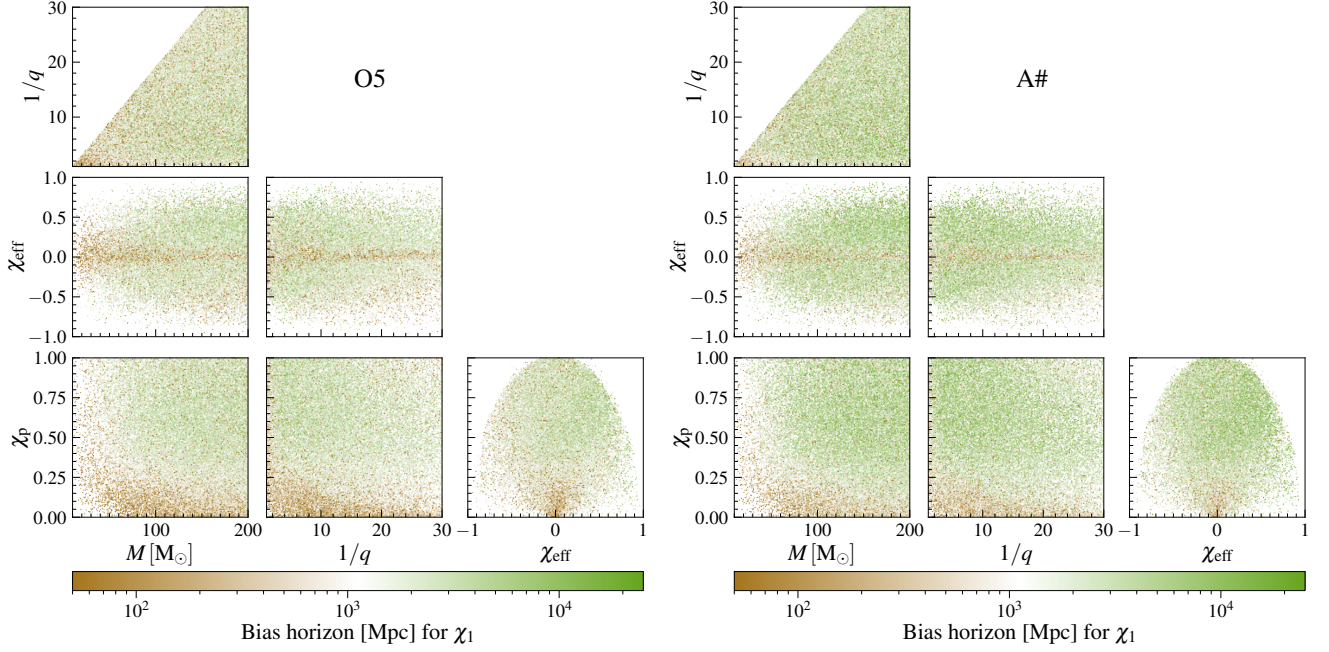 30
20
10
1/q
O5
1.0
0.5
0.0
−0.5
−1.0
χeff
1.00
0.75
0.50
0.25
0.00
χp
100 200
10 20 30
−1 0 1
M [M⊙]
1/q
χeff
10² 10³ 10⁴
Bias horizon [Mpc] for χ₁
30
20
10
1/q
A#
1.0
0.5
0.0
−0.5
−1.0
χeff
1.00
0.75
0.50
0.25
0.00
χp
100 200
10 20 30
−1 0 1
M [M⊙]
1/q
χeff
10² 10³ 10⁴
Bias horizon [Mpc] for χ₁